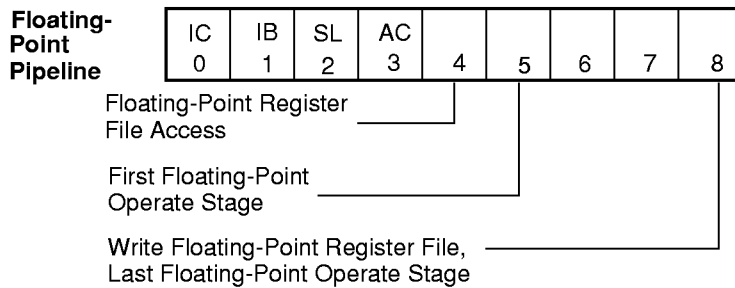 Floating-
Point
Pipeline
IC IB SL AC
0 1 2 3 4 5 6 7 8
Floating-Point Register
File Access
First Floating-Point
Operate Stage
Write Floating-Point Register File,
Last Floating-Point Operate Stage